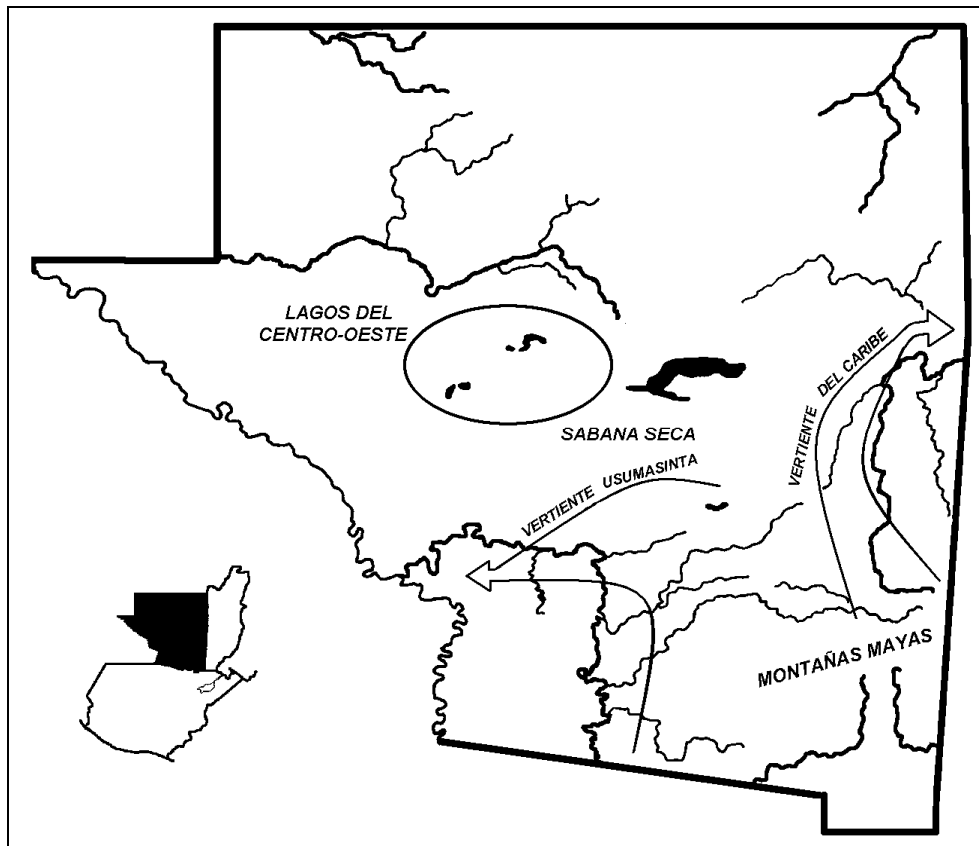 LAGOS DEL
CENTRO-OESTE
VERTIENTE DEL CARIBE
SABANA SECA
VERTIENTE USUMASINTA
MONTAÑAS MAYAS